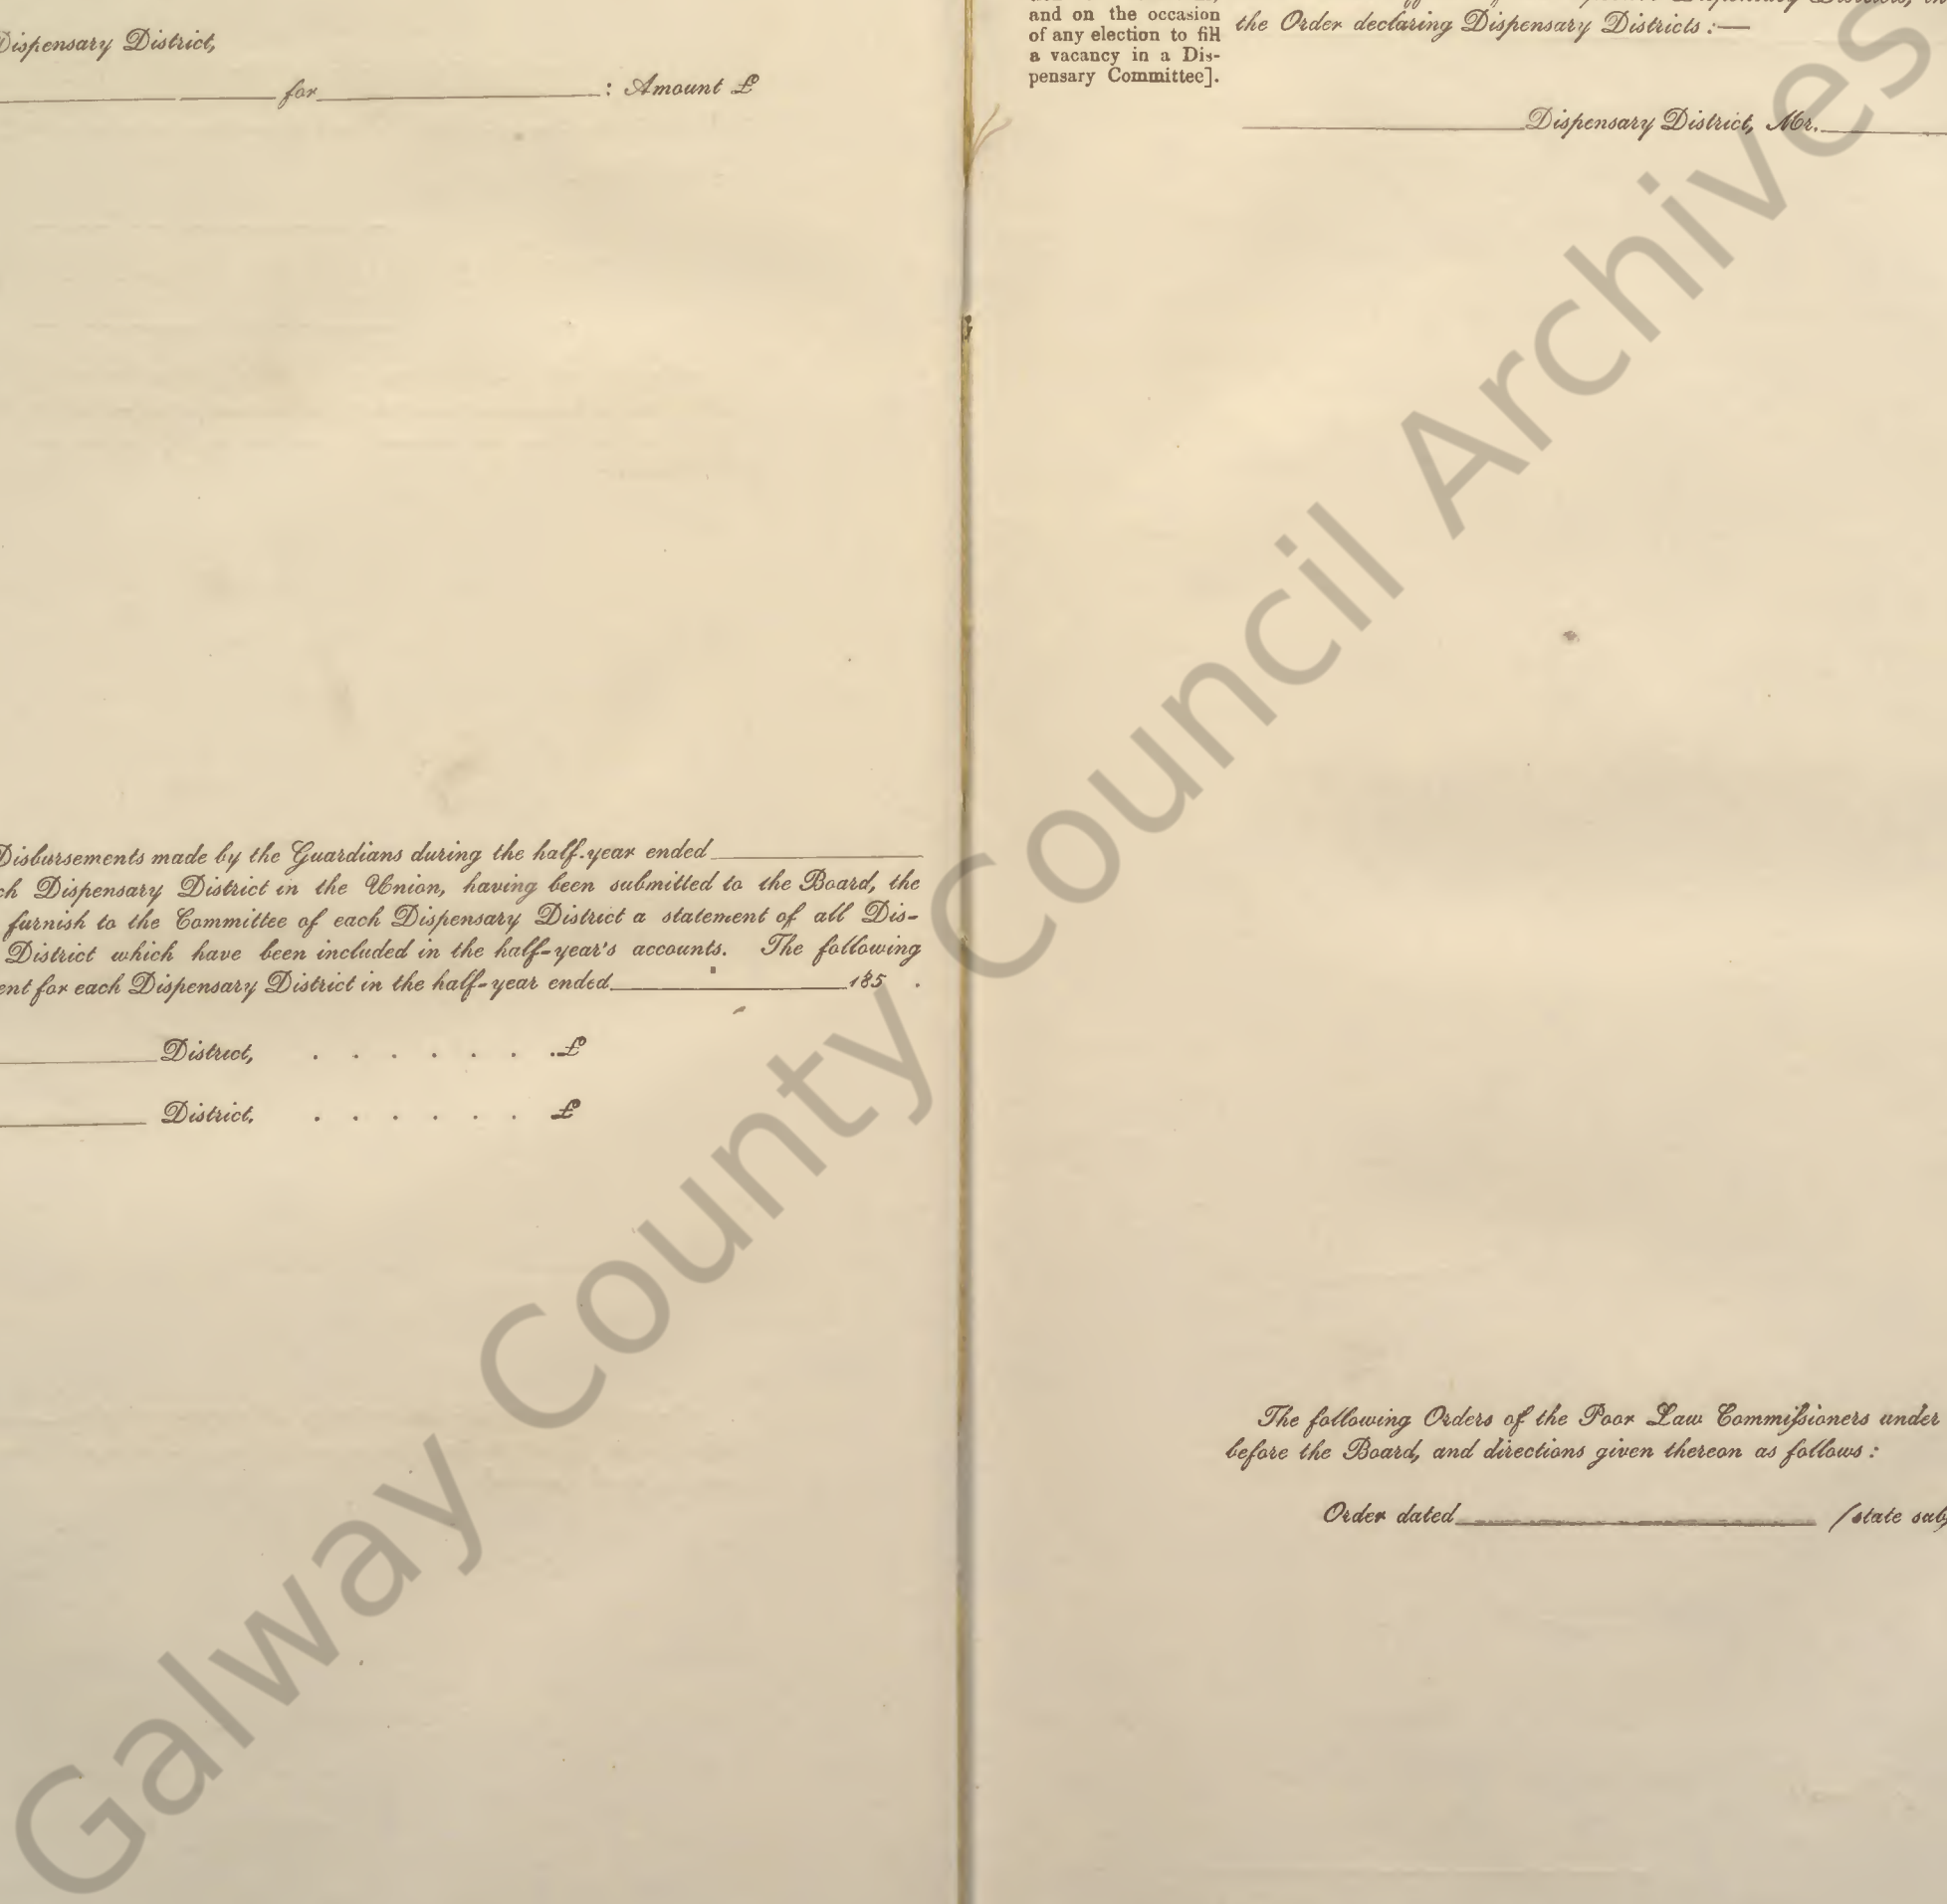 Dispensary District,
for : Amount £
Disbursements made by the Guardians during the half-year ended
ch Dispensary District in the Union, having been submitted to the Board, the
furnish to the Committee of each Dispensary District a statement of all Dis-
District which have been included in the half-year's accounts. The following
ent for each Dispensary District in the half-year ended 185 .
District, . . . . . . . £
District. . . . . . . £
and on the occasion
of any election to fill
a vacancy in a Dis-
pensary Committee].
the Order declaring Dispensary Districts :—
Dispensary District, Mr.
The following Orders of the Poor Law Commissioners under
before the Board, and directions given thereon as follows :
Order dated (state sub
Galway County Council Archives